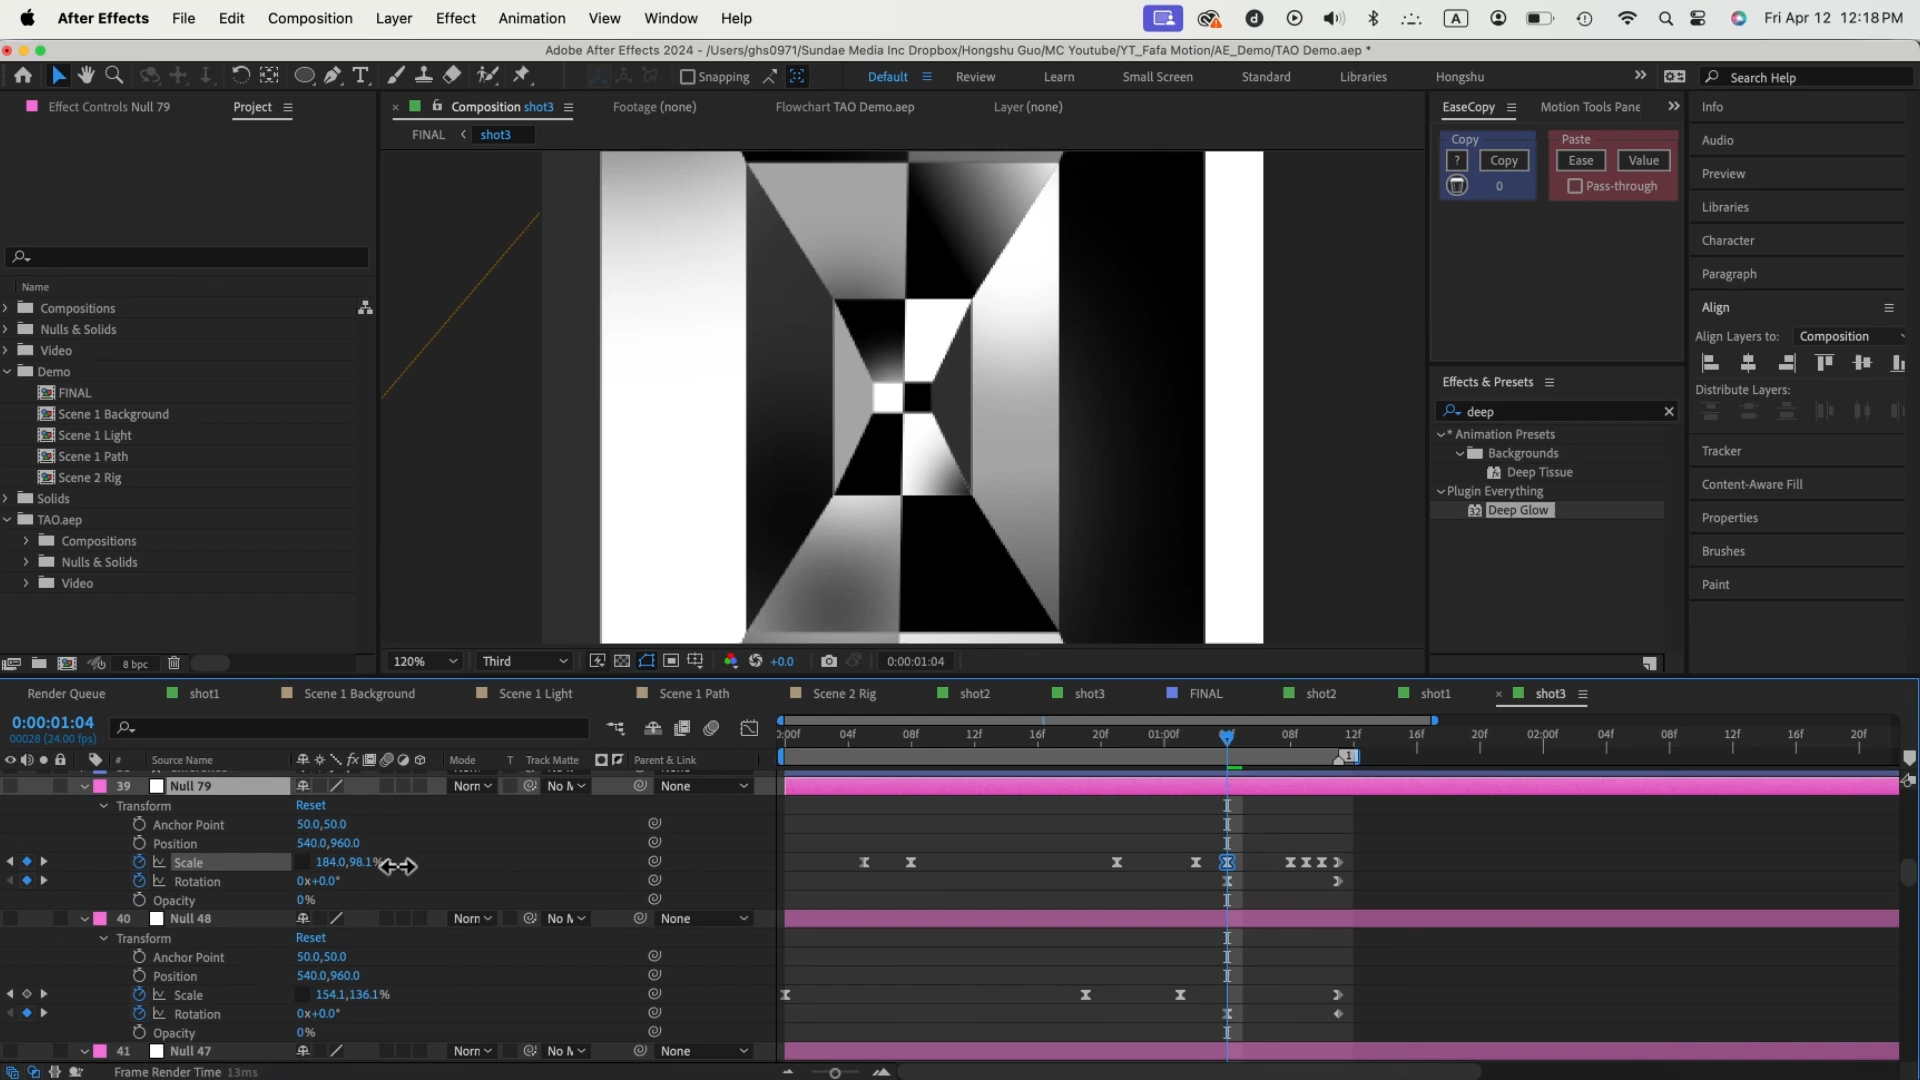 After Effects File Edit Composition Layer Effect Animation View Window Help A Fri Apr 12 12:18 PM
Adobe After Effects 2024 - /Users/ghs0971/Sundae Media Inc Dropbox/Hongshu Guo/MC Youtube/YT_Fafa Motion/AE_Demo/TAO Demo.aep *
Snapping Default Review Learn Small Screen Standard Libraries Hongshu Search Help
Effect Controls Null 79 Project
Composition shot3 Footage (none) Flowchart TAO Demo.aep Layer (none)
FINAL shot3
EaseCopy Motion Tools Pane
Copy Paste
? Copy Ease Value
0 Pass-through
Info
Audio
Preview
Libraries
Character
Paragraph
Align
Align Layers to: Composition
Distribute Layers:
Tracker
Content-Aware Fill
Properties
Brushes
Paint
Effects & Presets
deep
* Animation Presets
Backgrounds
Deep Tissue
Plugin Everything
32 Deep Glow
Name
Compositions
Nulls & Solids
Video
Demo
FINAL
Scene 1 Background
Scene 1 Light
Scene 1 Path
Scene 2 Rig
Solids
TAO.aep
Compositions
Nulls & Solids
Video
8 bpc
120% Third +0.0 0:00:01:04
Render Queue shot1 Scene 1 Background Scene 1 Light Scene 1 Path Scene 2 Rig shot2 shot3 FINAL shot2 shot1 shot3
0:00:01:04
00028 (24.00 fps)
):00f 04f 08f 12f 16f 20f 01:00f 08f 12f 16f 20f 02:00f 04f 08f 12f 16f 20f
# Source Name fx Mode T Track Matte Parent & Link
1
39 Null 79 Norn No M None
Transform Reset
Anchor Point 50.0,50.0
Position 540.0,960.0
Scale 184.0,98.1%
Rotation 0x+0.0°
Opacity 0%
40 Null 48 Norn No M None
Transform Reset
Anchor Point 50.0,50.0
Position 540.0,960.0
Scale 154.1,136.1%
Rotation 0x+0.0°
Opacity 0%
41 Null 47 Norn No M None
Frame Render Time 13ms